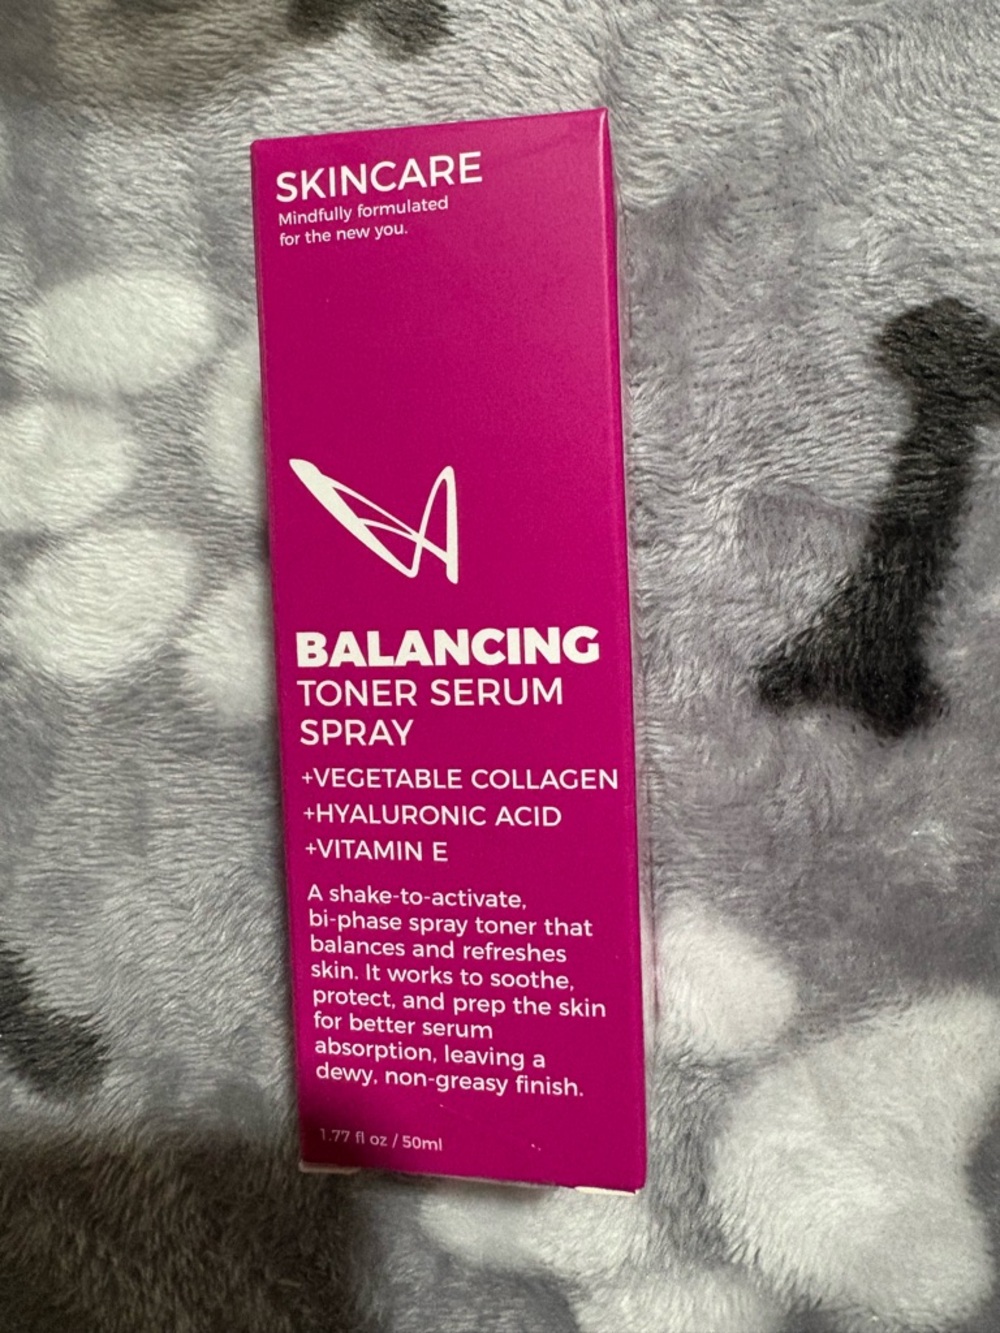 SKINCARE
Mindfully formulated
for the new you.
BALANCING
TONER SERUM
SPRAY
+VEGETABLE COLLAGEN
+HYALURONIC ACID
+VITAMIN E
A shake-to-activate,
bi-phase spray toner that
balances and refreshes
skin. It works to soothe,
protect, and prep the skin
for better serum
absorption, leaving a
dewy, non-greasy finish.
1.77 fl oz / 50ml